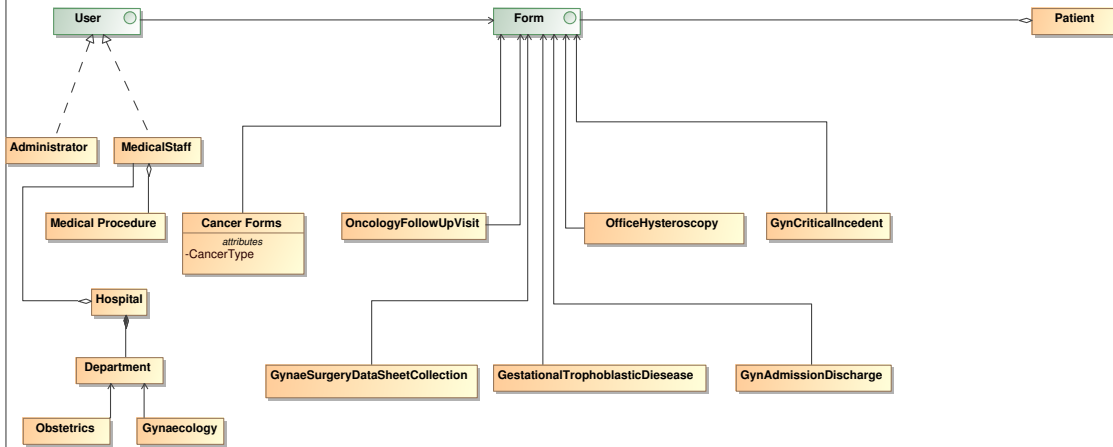 User
Form
Patient
Administrator
MedicalStaff
Medical Procedure
Cancer Forms
attributes
-CancerType
OncologyFollowUpVisit
OfficeHysteroscopy
GynCriticalIncedent
Hospital
Department
GynaeSurgeryDataSheetCollection
GestationalTrophoblasticDiesease
GynAdmissionDischarge
Obstetrics
Gynaecology